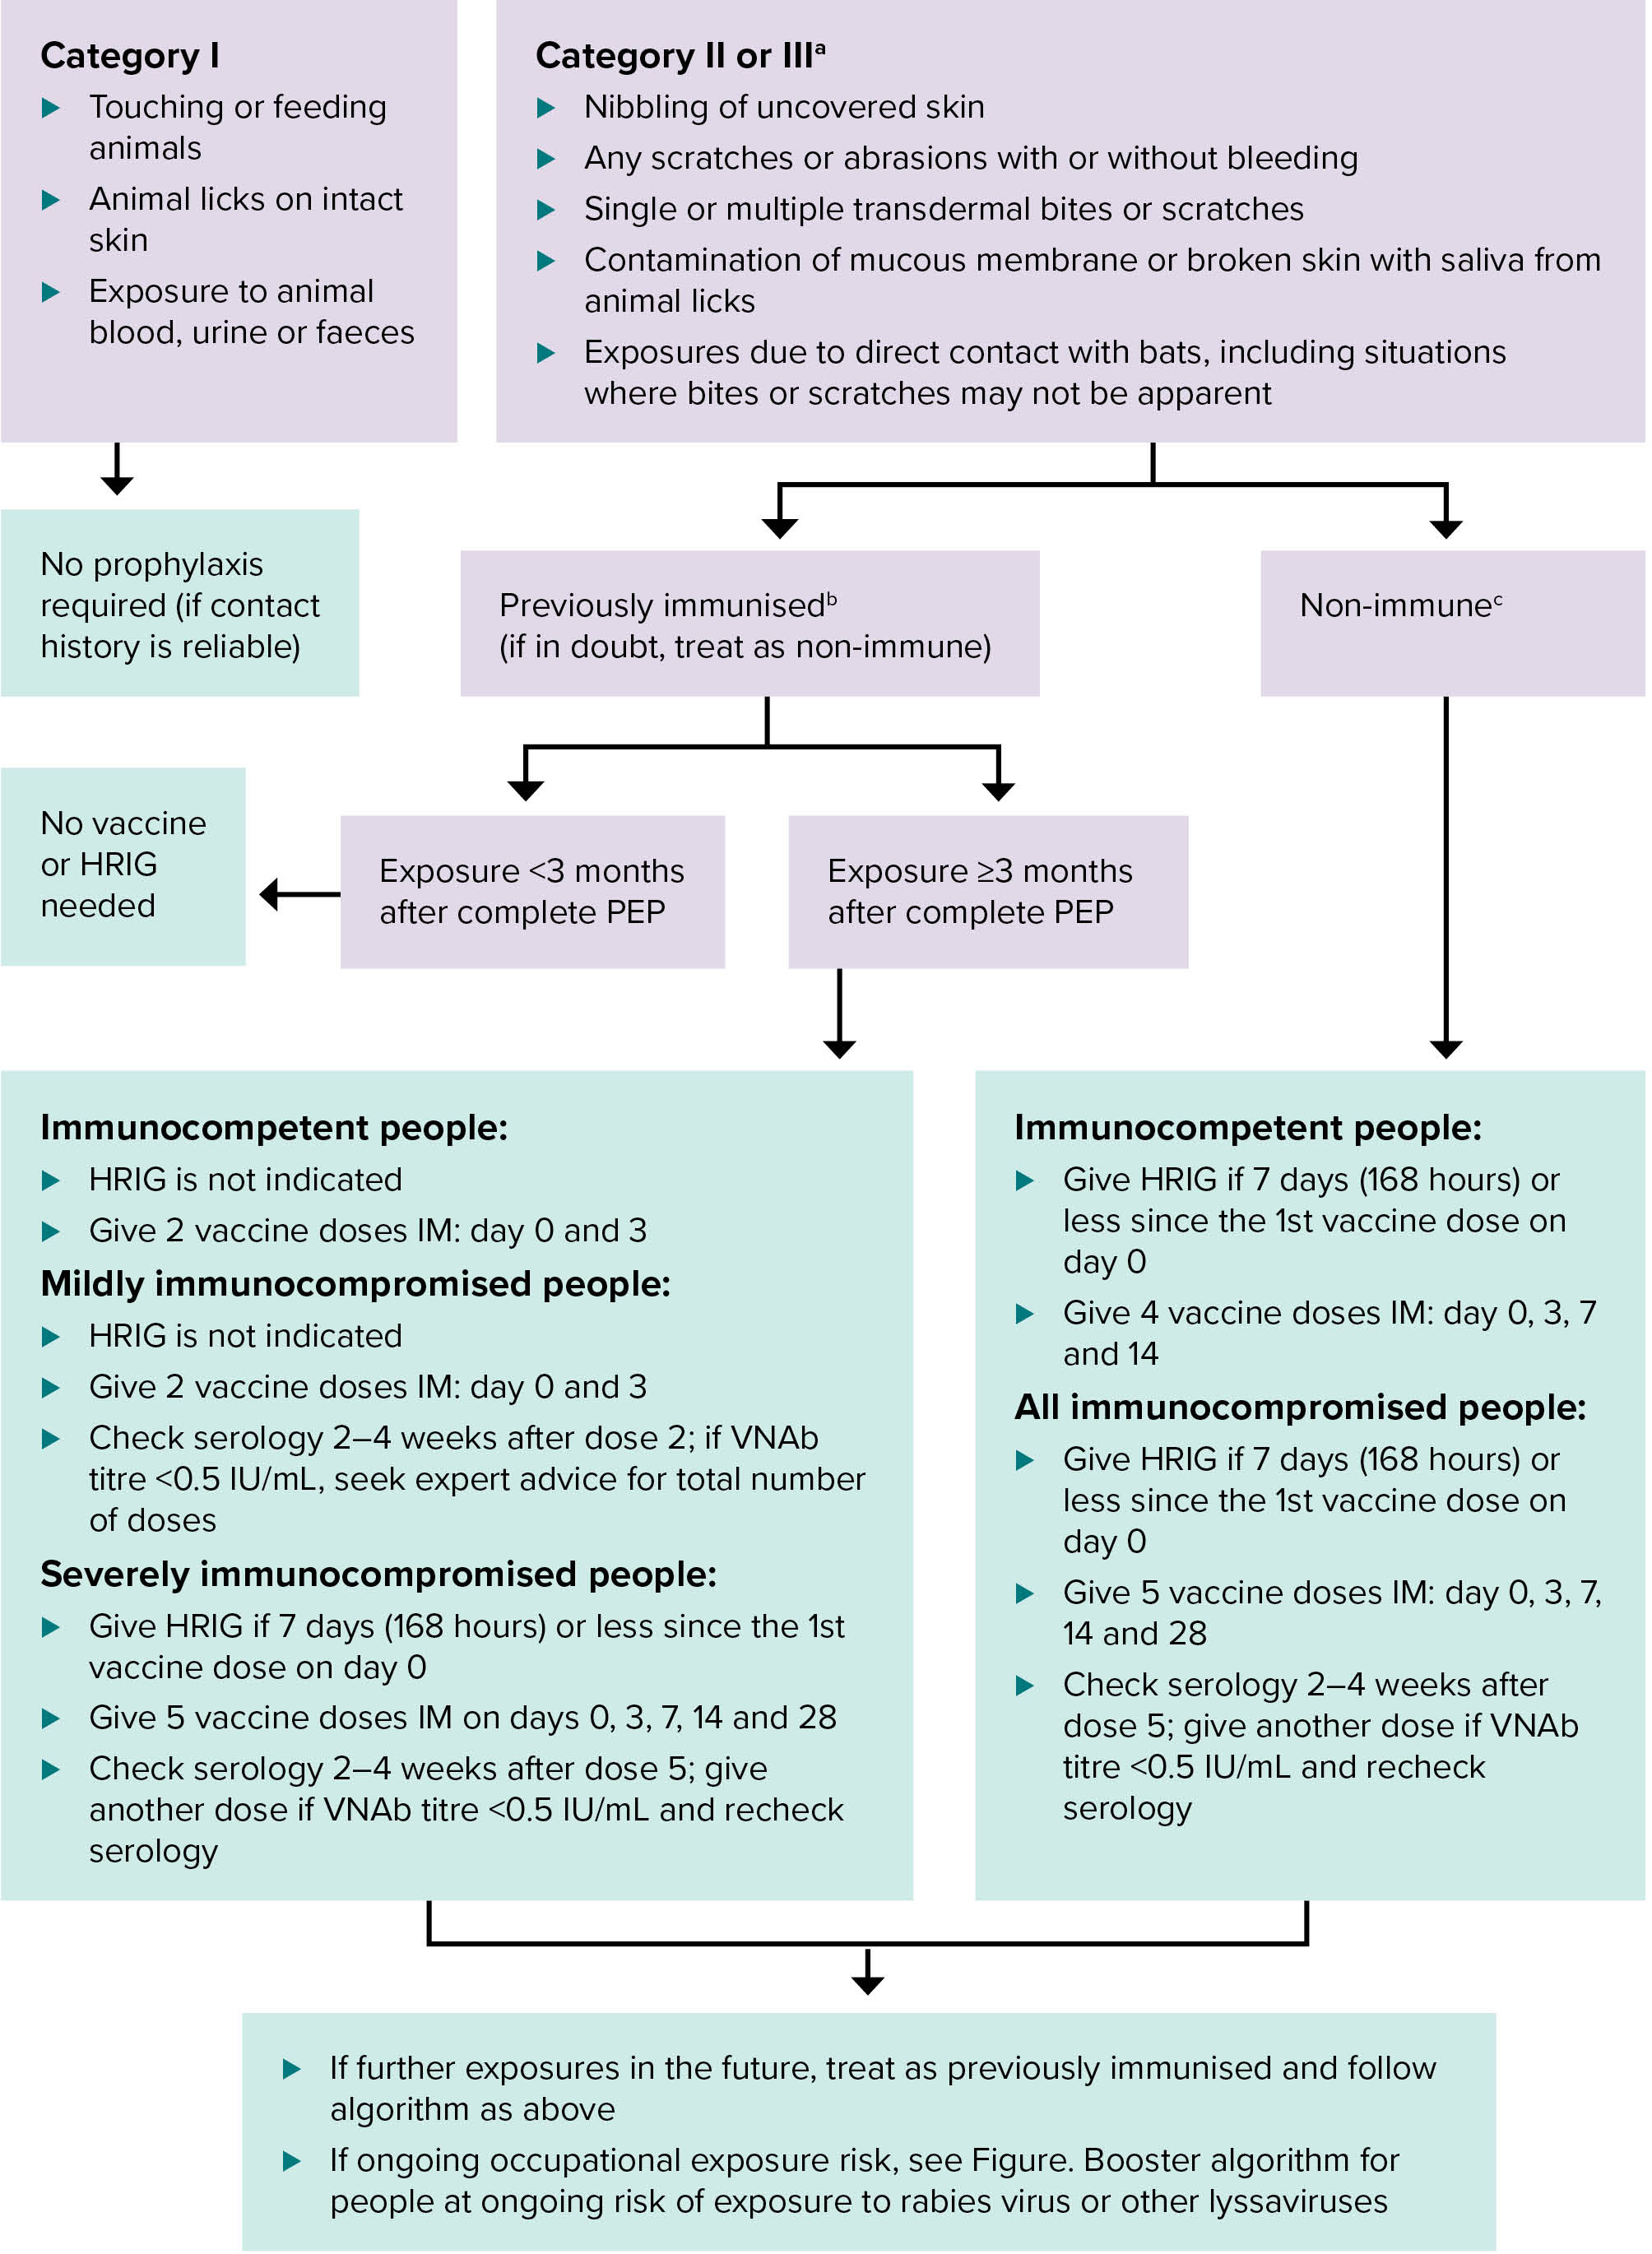 Category I
Touching or feeding
animals
Animal licks on intact
skin
Exposure to animal
blood, urine or faeces
Category II or IIIᵃ
Nibbling of uncovered skin
Any scratches or abrasions with or without bleeding
Single or multiple transdermal bites or scratches
Contamination of mucous membrane or broken skin with saliva from
animal licks
Exposures due to direct contact with bats, including situations
where bites or scratches may not be apparent
No prophylaxis
required (if contact
history is reliable)
Previously immunisedᵇ
(if in doubt, treat as non-immune)
Non-immuneᶜ
No vaccine
or HRIG
needed
Exposure <3 months
after complete PEP
Exposure ≥3 months
after complete PEP
Immunocompetent people:
HRIG is not indicated
Give 2 vaccine doses IM: day 0 and 3
Mildly immunocompromised people:
HRIG is not indicated
Give 2 vaccine doses IM: day 0 and 3
Check serology 2–4 weeks after dose 2; if VNAb
titre <0.5 IU/mL, seek expert advice for total number
of doses
Severely immunocompromised people:
Give HRIG if 7 days (168 hours) or less since the 1st
vaccine dose on day 0
Give 5 vaccine doses IM on days 0, 3, 7, 14 and 28
Check serology 2–4 weeks after dose 5; give
another dose if VNAb titre <0.5 IU/mL and recheck
serology
Immunocompetent people:
Give HRIG if 7 days (168 hours) or
less since the 1st vaccine dose on
day 0
Give 4 vaccine doses IM: day 0, 3, 7
and 14
All immunocompromised people:
Give HRIG if 7 days (168 hours) or
less since the 1st vaccine dose on
day 0
Give 5 vaccine doses IM: day 0, 3, 7,
14 and 28
Check serology 2–4 weeks after
dose 5; give another dose if VNAb
titre <0.5 IU/mL and recheck
serology
If further exposures in the future, treat as previously immunised and follow
algorithm as above
If ongoing occupational exposure risk, see Figure. Booster algorithm for
people at ongoing risk of exposure to rabies virus or other lyssaviruses